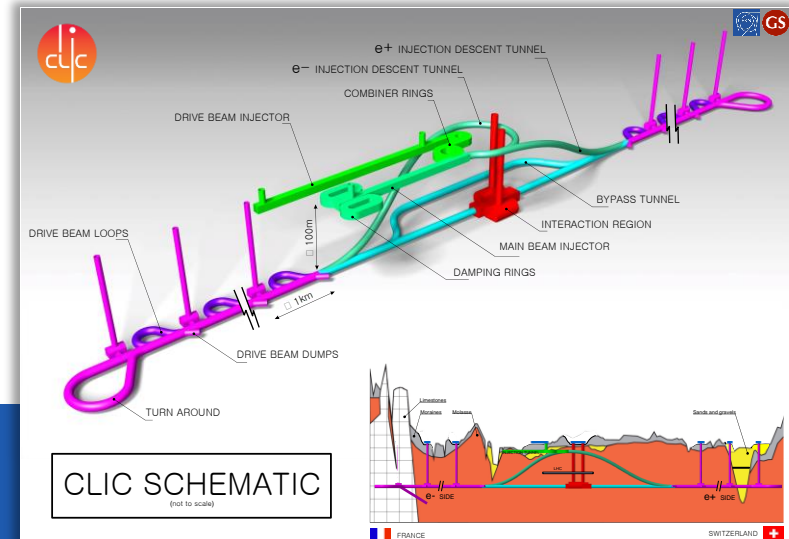 clic
GS
e+ INJECTION DESCENT TUNNEL
e- INJECTION DESCENT TUNNEL
COMBINER RINGS
DRIVE BEAM INJECTOR
BYPASS TUNNEL
INTERACTION REGION
MAIN BEAM INJECTOR
DAMPING RINGS
100m
DRIVE BEAM LOOPS
1km
DRIVE BEAM DUMPS
TURN AROUND
CLIC SCHEMATIC
(not to scale)
Limestones
Moraines
Molasse
Sands and gravels
LHC
e- SIDE
e+ SIDE
FRANCE
SWITZERLAND